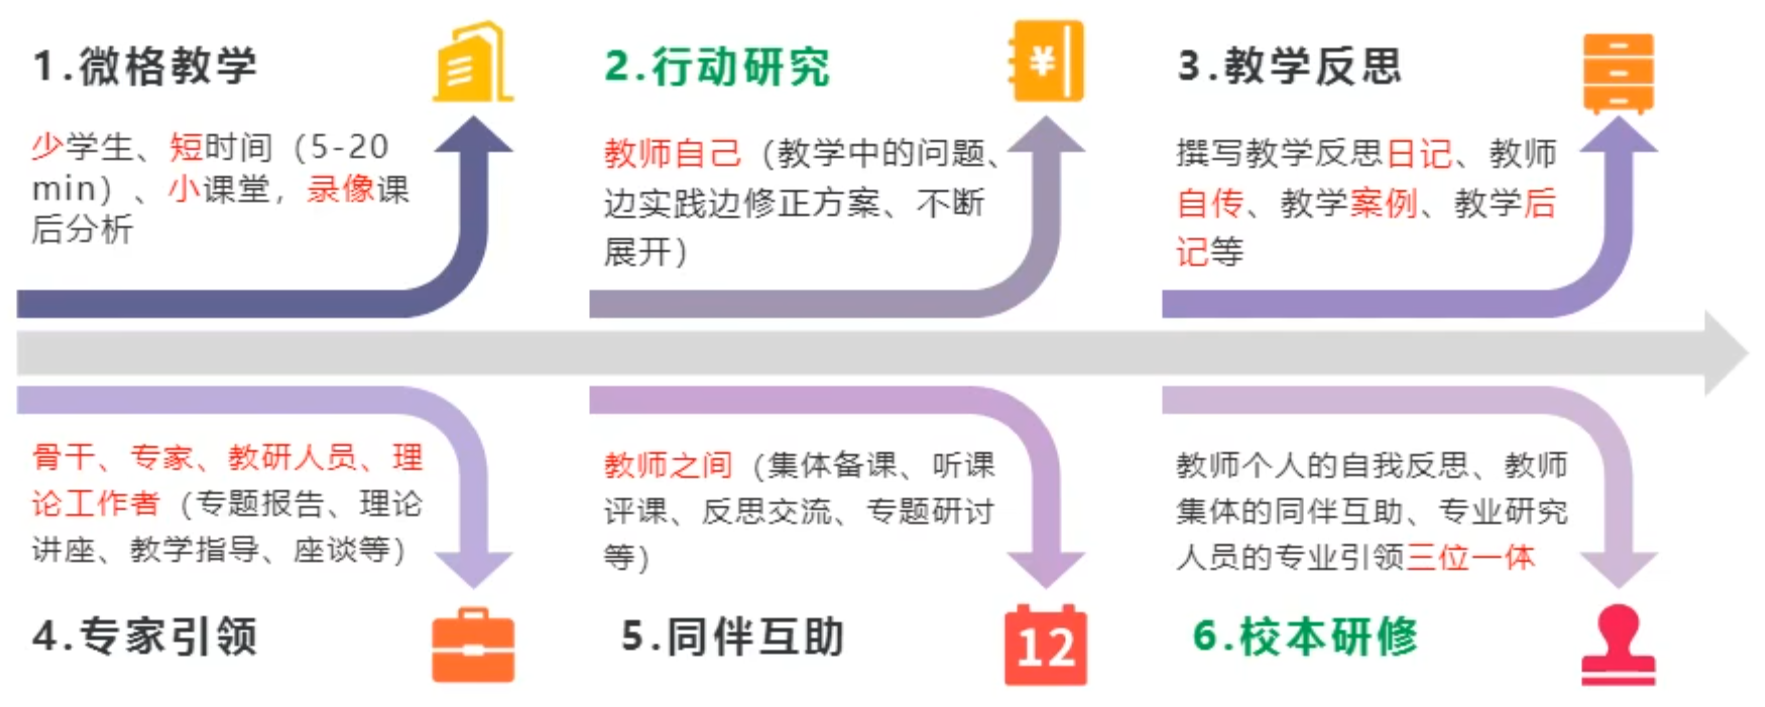 1.微格教学
少学生、短时间（5-20
min）、小课堂，录像课
后分析
2.行动研究
¥
教师自己（教学中的问题、
边实践边修正方案、不断
展开）
3.教学反思
撰写教学反思日记、教师
自传、教学案例、教学后
记等
骨干、专家、教研人员、理
论工作者（专题报告、理论
讲座、教学指导、座谈等）
4.专家引领
教师之间（集体备课、听课
评课、反思交流、专题研讨
等）
5.同伴互助
12
教师个人的自我反思、教师
集体的同伴互助、专业研究
人员的专业引领三位一体
6.校本研修